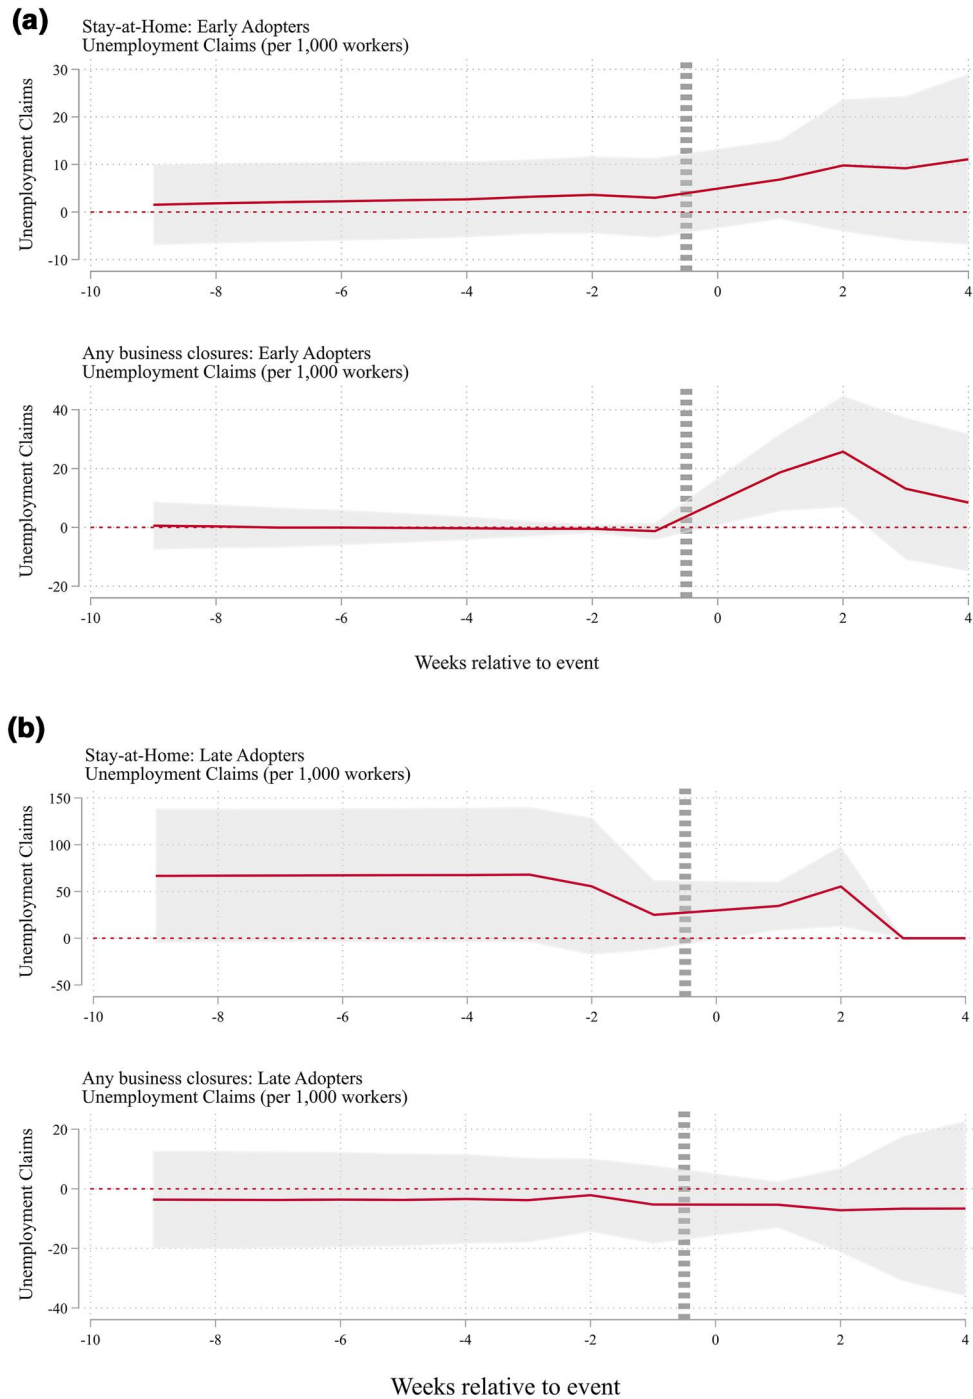 (a)
Stay-at-Home: Early Adopters
Unemployment Claims (per 1,000 workers)
Unemployment Claims
30
20
10
0
-10
-10 -8 -6 -4 -2 0 2 4
Any business closures: Early Adopters
Unemployment Claims (per 1,000 workers)
Unemployment Claims
40
20
0
-20
-10 -8 -6 -4 -2 0 2 4
Weeks relative to event
(b)
Stay-at-Home: Late Adopters
Unemployment Claims (per 1,000 workers)
Unemployment Claims
150
100
50
0
-50
-10 -8 -6 -4 -2 0 2 4
Any business closures: Late Adopters
Unemployment Claims (per 1,000 workers)
Unemployment Claims
20
0
-20
-40
-10 -8 -6 -4 -2 0 2 4
Weeks relative to event